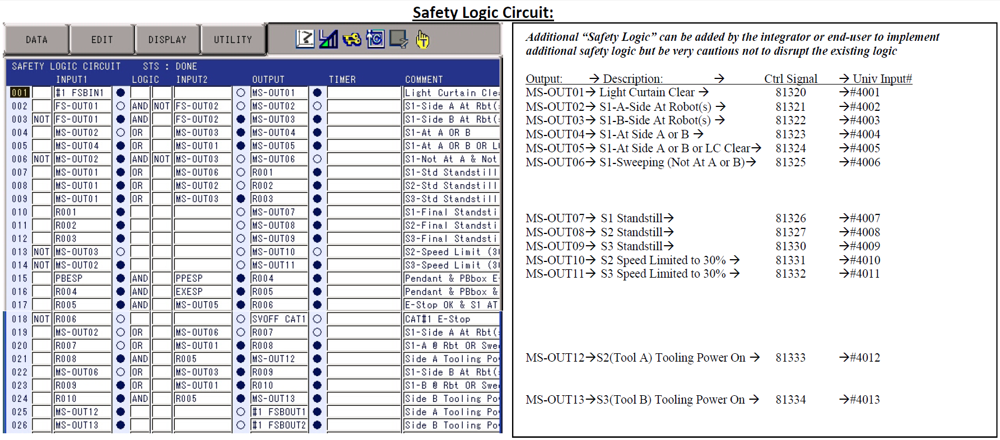 Safety Logic Circuit:
DATA EDIT DISPLAY UTILITY
SAFETY LOGIC CIRCUIT STS : DONE
INPUT1 LOGIC INPUT2 OUTPUT TIMER COMMENT
001 #1 FSBIN1 MS-OUT01 Light Curtain Cle
002 FS-OUT01 AND NOT FS-OUT02 MS-OUT02 S1-Side A At Rbt(
003 NOT FS-OUT01 AND FS-OUT02 MS-OUT03 S1-Side B At Rbt(
004 MS-OUT02 OR MS-OUT03 MS-OUT04 S1-At A OR B
005 MS-OUT04 OR MS-OUT01 MS-OUT05 S1-At A OR B OR L
006 NOT MS-OUT02 AND NOT MS-OUT03 MS-OUT06 S1-Not At A & Not
007 MS-OUT01 OR MS-OUT06 R001 S1-Std Standstill
008 MS-OUT01 OR MS-OUT02 R002 S2-Std Standstill
009 MS-OUT01 OR MS-OUT03 R003 S3-Std Standstill
010 R001 MS-OUT07 S1-Final Standsti
011 R002 MS-OUT08 S2-Final Standsti
012 R003 MS-OUT09 S3-Final Standsti
013 NOT MS-OUT03 MS-OUT10 S2-Speed Limit (3
014 NOT MS-OUT02 MS-OUT11 S3-Speed Limit (3
015 PBESP AND PPESP R004 Pendant & PBbox E
016 R004 AND EXESP R005 Pendant & PBbox &
017 R005 AND MS-OUT05 R006 E-Stop OK & S1 AT
018 NOT R006 SVOFF CAT1 CAT#1 E-Stop
019 MS-OUT02 OR MS-OUT06 R007 S1-Side A At Rbt(
020 R007 OR MS-OUT01 R008 S1-A @ Rbt OR Swe
021 R008 AND R005 MS-OUT12 Side A Tooling Po
022 MS-OUT06 OR MS-OUT03 R009 S1-Side B At Rbt(
023 R009 OR MS-OUT01 R010 S1-B @ Rbt OR Swe
024 R010 AND R005 MS-OUT13 Side B Tooling Po
025 MS-OUT12 #1 FSBOUT1 Side A Tooling Po
026 MS-OUT13 #1 FSBOUT2 Side B Tooling Po
Additional “Safety Logic” can be added by the integrator or end-user to implement
additional safety logic but be very cautious not to disrupt the existing logic
Output: → Description: → Ctrl Signal → Univ Input#
MS-OUT01→ Light Curtain Clear → 81320 →#4001
MS-OUT02→ S1-A-Side At Robot(s) → 81321 →#4002
MS-OUT03→ S1-B-Side At Robot(s) → 81322 →#4003
MS-OUT04→ S1-At Side A or B → 81323 →#4004
MS-OUT05→ S1-At Side A or B or LC Clear→ 81324 →#4005
MS-OUT06→ S1-Sweeping (Not At A or B)→ 81325 →#4006
MS-OUT07→ S1 Standstill→ 81326 →#4007
MS-OUT08→ S2 Standstill→ 81327 →#4008
MS-OUT09→ S3 Standstill→ 81330 →#4009
MS-OUT10→ S2 Speed Limited to 30% → 81331 →#4010
MS-OUT11→ S3 Speed Limited to 30% → 81332 →#4011
MS-OUT12→S2(Tool A) Tooling Power On → 81333 →#4012
MS-OUT13→S3(Tool B) Tooling Power On → 81334 →#4013